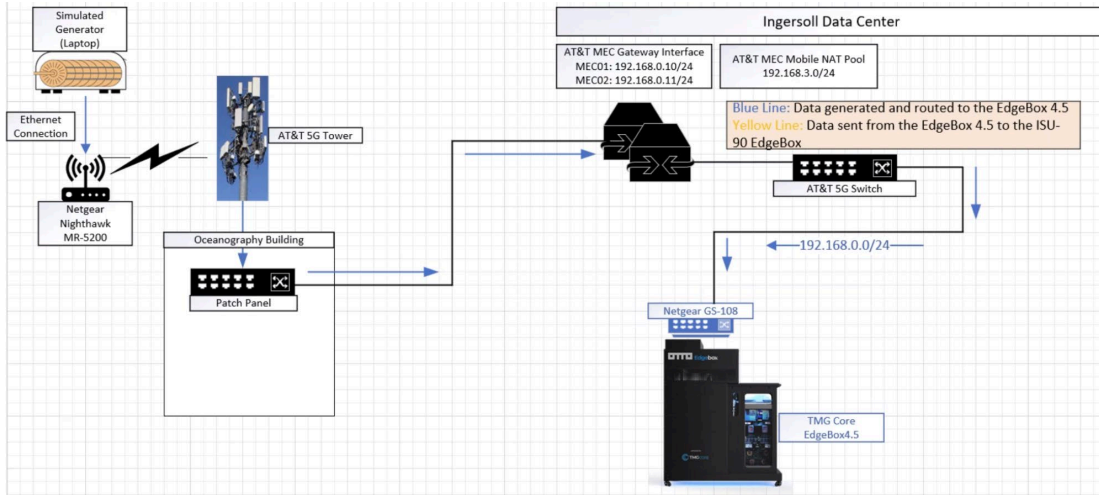 Simulated
Generator
(Laptop)
Ethernet
Connection
Netgear
Nighthawk
MR-5200
AT&T 5G Tower
Oceanography Building
Patch Panel
Ingersoll Data Center
AT&T MEC Gateway Interface
MEC01: 192.168.0.10/24
MEC02: 192.168.0.11/24
AT&T MEC Mobile NAT Pool
192.168.3.0/24
Blue Line: Data generated and routed to the EdgeBox 4.5
Yellow Line: Data sent from the EdgeBox 4.5 to the ISU-
90 EdgeBox
AT&T 5G Switch
192.168.0.0/24
Netgear GS-108
OTTO Edgebox
TMGCORE
TMG Core
EdgeBox4.5